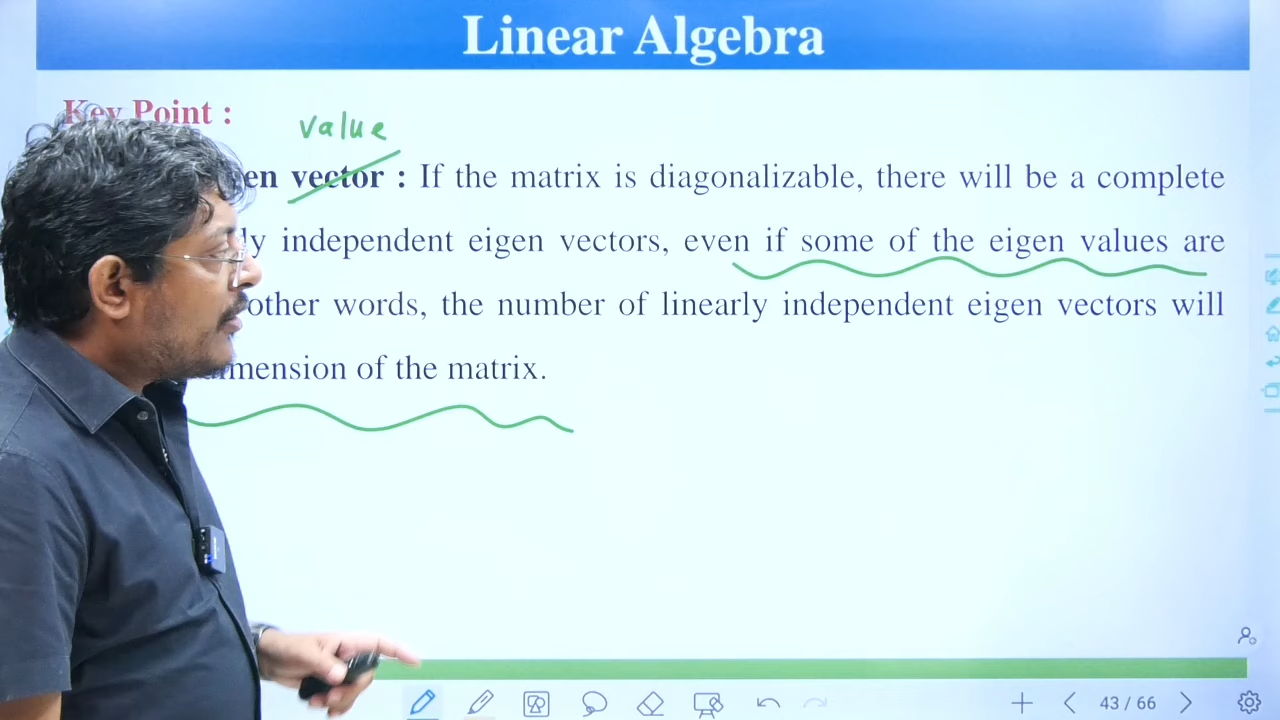 Linear Algebra
Key Point :
value
en vector : If the matrix is diagonalizable, there will be a complete
ly independent eigen vectors, even if some of the eigen values are
other words, the number of linearly independent eigen vectors will
dimension of the matrix.
43 / 66